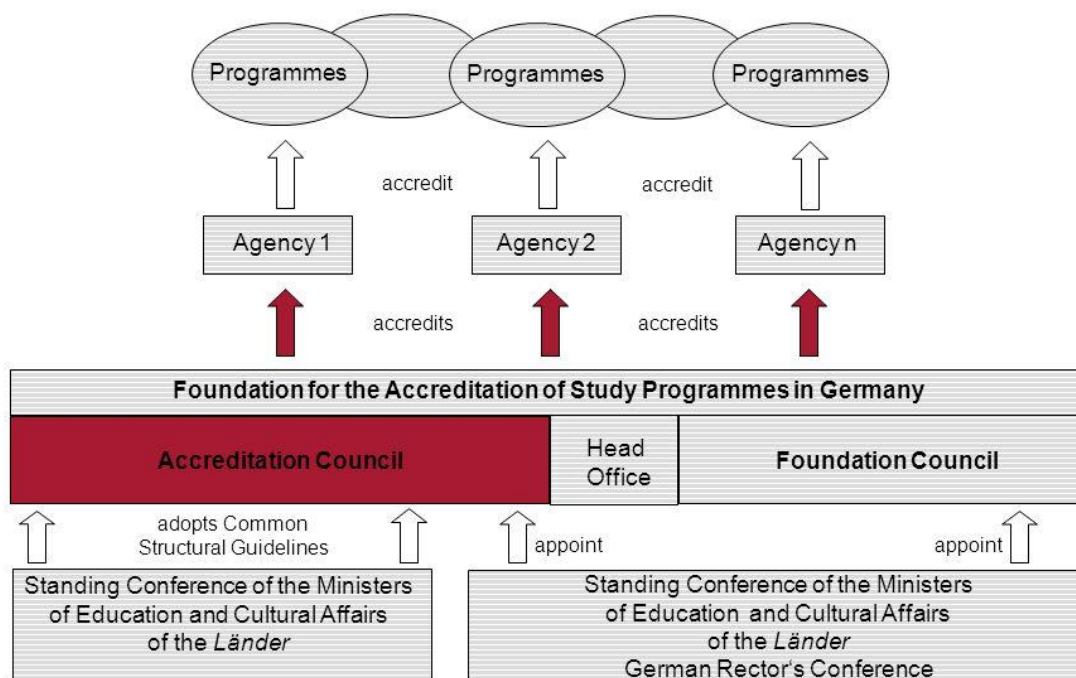 Programmes
Programmes
Programmes
accredit
accredit
Agency 1
Agency 2
Agency n
accredits
accredits
Foundation for the Accreditation of Study Programmes in Germany
Accreditation Council
Head
Office
Foundation Council
adopts Common
Structural Guidelines
appoint
appoint
Standing Conference of the Ministers
of Education and Cultural Affairs
of the Länder
Standing Conference of the Ministers
of Education and Cultural Affairs
of the Länder
German Rector‘s Conference